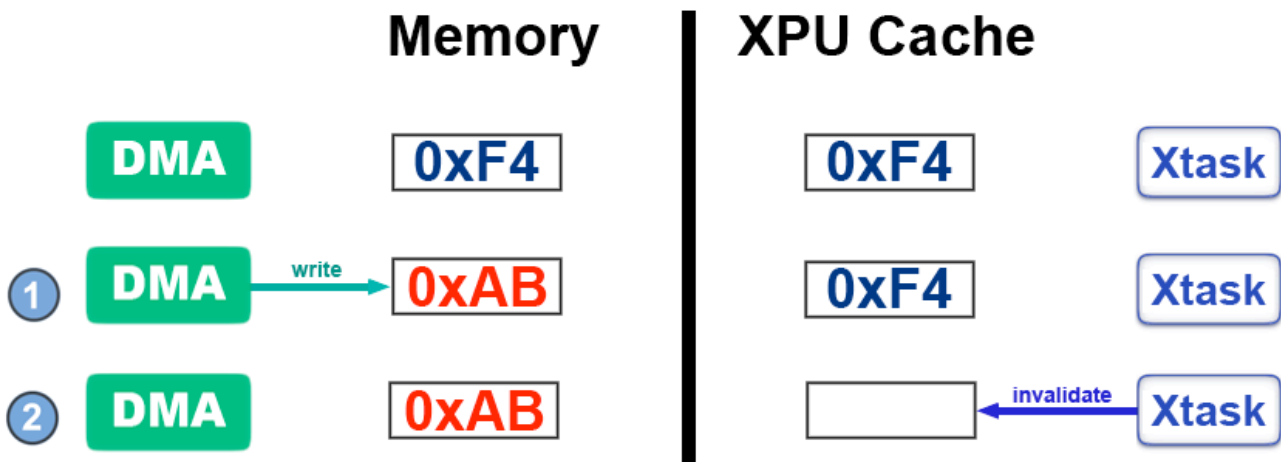 Memory XPU Cache
DMA 0xF4 0xF4 Xtask
1 DMA write 0xAB 0xF4 Xtask
2 DMA 0xAB invalidate Xtask